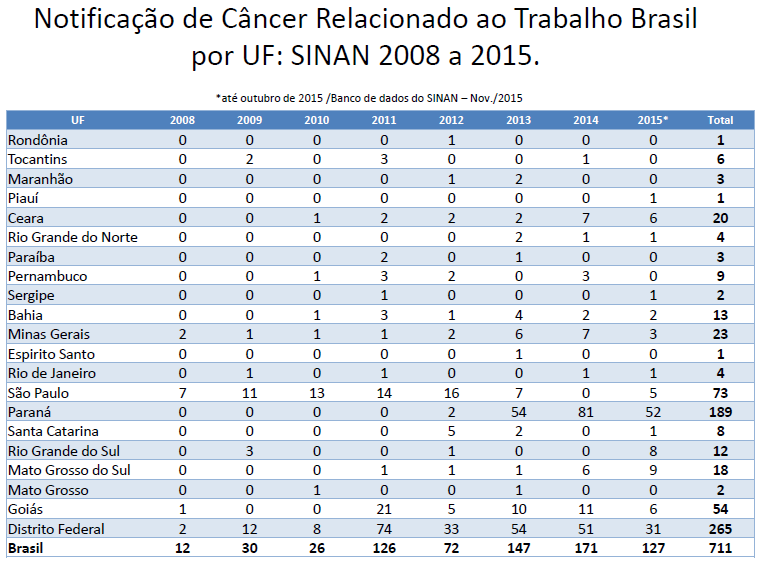 Notificação de Câncer Relacionado ao Trabalho Brasil
por UF: SINAN 2008 a 2015.
*até outubro de 2015 /Banco de dados do SINAN – Nov./2015
UF 2008 2009 2010 2011 2012 2013 2014 2015* Total
Rondônia 0 0 0 0 1 0 0 0 1
Tocantins 0 2 0 3 0 0 1 0 6
Maranhão 0 0 0 0 1 2 0 0 3
Piauí 0 0 0 0 0 0 0 1 1
Ceara 0 0 1 2 2 2 7 6 20
Rio Grande do Norte 0 0 0 0 0 2 1 1 4
Paraíba 0 0 0 2 0 1 0 0 3
Pernambuco 0 0 1 3 2 0 3 0 9
Sergipe 0 0 0 1 0 0 0 1 2
Bahia 0 0 1 3 1 4 2 2 13
Minas Gerais 2 1 1 1 2 6 7 3 23
Espirito Santo 0 0 0 0 0 1 0 0 1
Rio de Janeiro 0 1 0 1 0 0 1 1 4
São Paulo 7 11 13 14 16 7 0 5 73
Paraná 0 0 0 0 2 54 81 52 189
Santa Catarina 0 0 0 0 5 2 0 1 8
Rio Grande do Sul 0 3 0 0 1 0 0 8 12
Mato Grosso do Sul 0 0 0 1 1 1 6 9 18
Mato Grosso 0 0 1 0 0 1 0 0 2
Goiás 1 0 0 21 5 10 11 6 54
Distrito Federal 2 12 8 74 33 54 51 31 265
Brasil 12 30 26 126 72 147 171 127 711